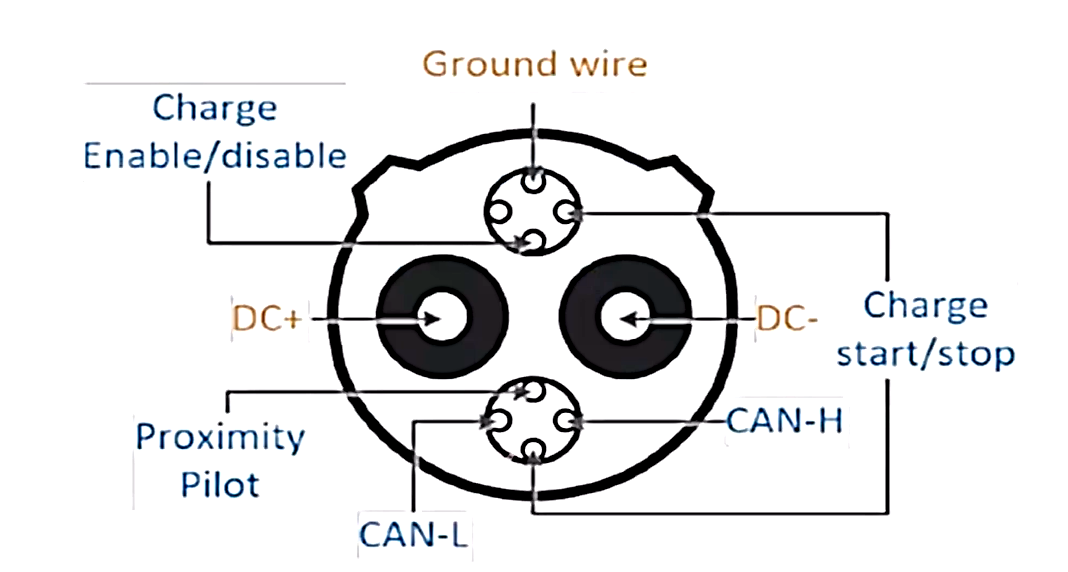 Ground wire
Charge
Enable/disable
DC+
DC-
Charge
start/stop
Proximity
Pilot
CAN-H
CAN-L